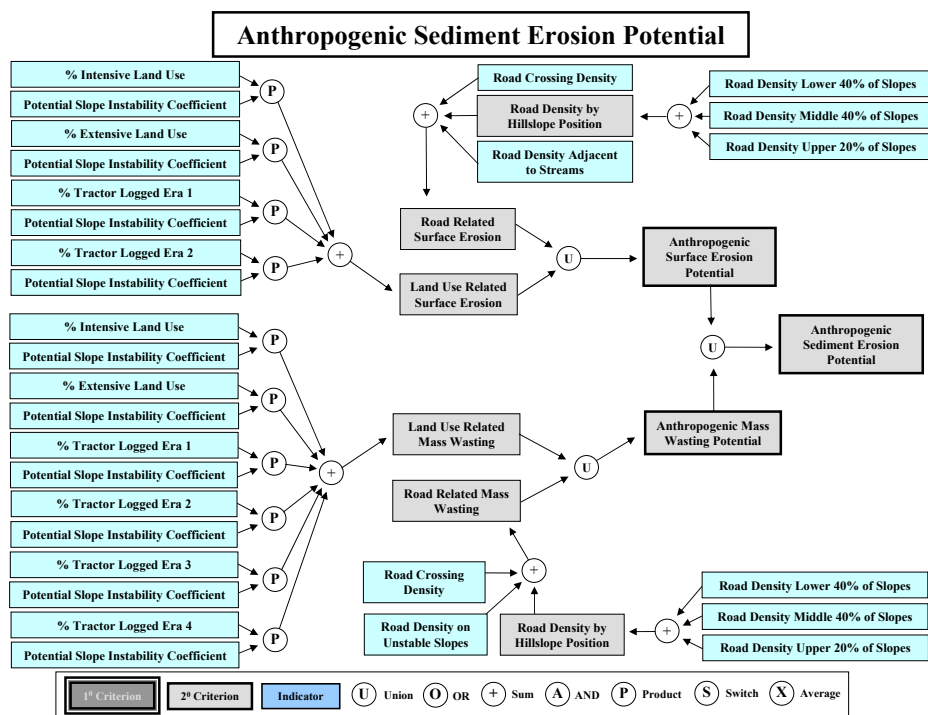 Anthropogenic Sediment Erosion Potential
% Intensive Land Use
P
Potential Slope Instability Coefficient
% Extensive Land Use
P
Potential Slope Instability Coefficient
% Tractor Logged Era 1
P
Potential Slope Instability Coefficient
% Tractor Logged Era 2
P
Potential Slope Instability Coefficient
+
Road Crossing Density
+
Road Density by
Hillslope Position
Road Density Adjacent
to Streams
+
Road Density Lower 40% of Slopes
Road Density Middle 40% of Slopes
Road Density Upper 20% of Slopes
Road Related
Surface Erosion
U
Land Use Related
Surface Erosion
Anthropogenic
Surface Erosion
Potential
U
Anthropogenic
Sediment Erosion
Potential
% Intensive Land Use
P
Potential Slope Instability Coefficient
% Extensive Land Use
P
Potential Slope Instability Coefficient
% Tractor Logged Era 1
P
Potential Slope Instability Coefficient
% Tractor Logged Era 2
P
Potential Slope Instability Coefficient
% Tractor Logged Era 3
P
Potential Slope Instability Coefficient
% Tractor Logged Era 4
P
Potential Slope Instability Coefficient
+
Land Use Related
Mass Wasting
U
Road Related Mass
Wasting
Anthropogenic Mass
Wasting Potential
Road Crossing
Density
+
Road Density on
Unstable Slopes
Road Density by
Hillslope Position
+
Road Density Lower 40% of Slopes
Road Density Middle 40% of Slopes
Road Density Upper 20% of Slopes
1⁰ Criterion
2⁰ Criterion
Indicator
U Union
O OR
+ Sum
A AND
P Product
S Switch
X Average